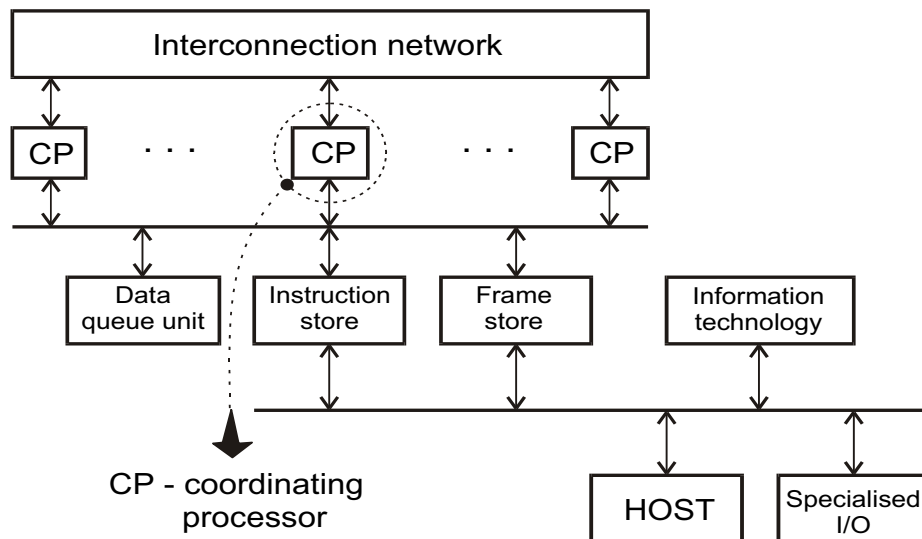 Interconnection network
CP . . . CP . . . CP
Data
queue unit
Instruction
store
Frame
store
Information
technology
CP - coordinating
processor
HOST
Specialised
I/O